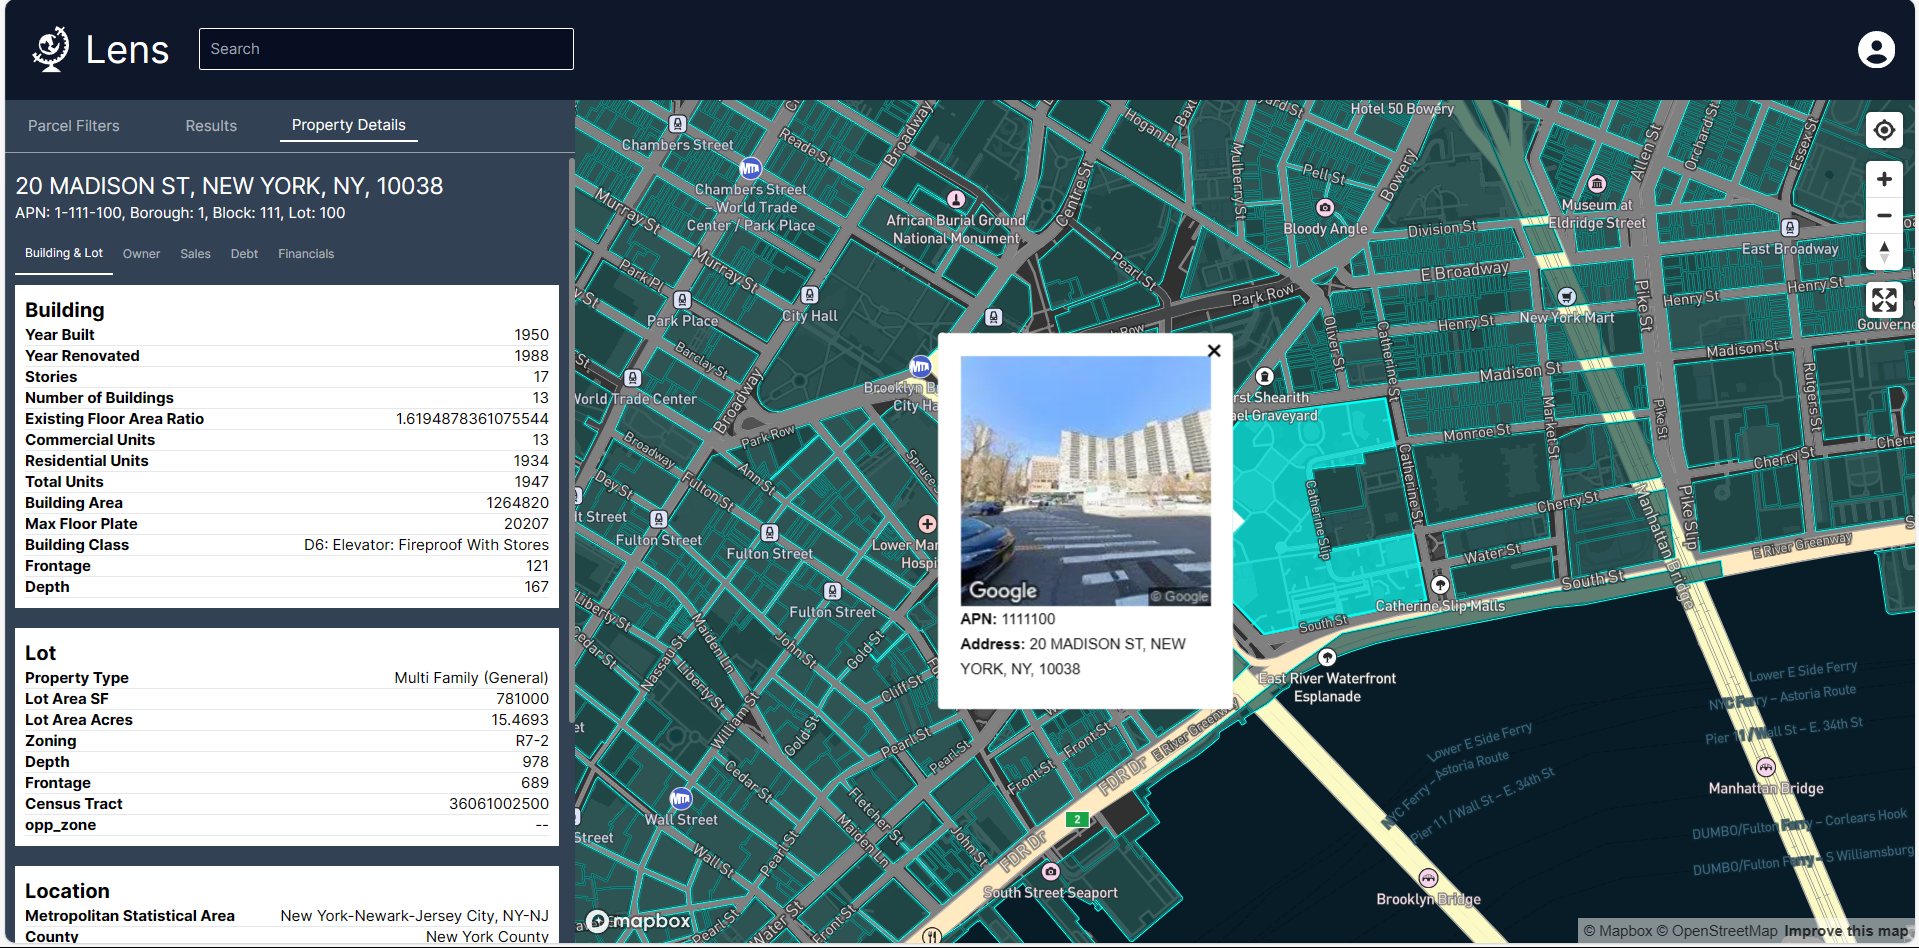 Lens
Search
Parcel Filters
Results
Property Details
20 MADISON ST, NEW YORK, NY, 10038
APN: 1-111-100, Borough: 1, Block: 111, Lot: 100
Building & Lot
Owner
Sales
Debt
Financials
Building
Year Built 1950
Year Renovated 1988
Stories 17
Number of Buildings 13
Existing Floor Area Ratio 1.6194878361075544
Commercial Units 13
Residential Units 1934
Total Units 1947
Building Area 1264820
Max Floor Plate 20207
Building Class D6: Elevator: Fireproof With Stores
Frontage 121
Depth 167
Lot
Property Type Multi Family (General)
Lot Area SF 781000
Lot Area Acres 15.4693
Zoning R7-2
Depth 978
Frontage 689
Census Tract 36061002500
opp_zone --
Location
Metropolitan Statistical Area New York-Newark-Jersey City, NY-NJ
County New York County
Hotel 50 Bowery
Chambers Street
Reade St
Broadway
Hogan Pl
Mulberry St
Pell St
Bowery
Allen St
Orchard St
Essex St
MTA
Chambers Street
– World Trade
Center / Park Place
Murray St
African Burial Ground
National Monument
Centre St
Bloody Angle
Division St
Museum at
Eldridge Street
East Broadway
Murray St
Park Pl
Pearl St
E Broadway
Park Row
Henry St
Henry St
Henry St
Pike St
City Hall
Park Place
New York Mart
Oliver St
Catherine St
Barclay St
Madison St
Madison St
World Trade Center
Broadway
Park Row
MTA
Rutgers St
Market St
Pike St
Monroe St
Cherry St
Cherry St
Broadway
Ann St
Dey St
Fulton St
Catherine St
Catherine Slip
Manhattan Bridge
Pike Slip
Fulton Street
Fulton Street
Fulton Street
Water St
E River Greenway
South St
Catherine Slip Malls
South St
East River Waterfront
Esplanade
Google
© Google
APN: 1111100
Address: 20 MADISON ST, NEW
YORK, NY, 10038
Liberty St
Cedar St
Maiden Ln
John St
Gold St
Nassau St
Liberty St
Cliff St
William St
Gold St
Pearl St
Pearl St
Front St
Front St
E River Greenway
FDR Dr
Cedar St
Fletcher St
Maiden Ln
John St
MTA
Wall Street
Wall St
Pearl St
2
FDR Dr
South Street Seaport
Pearl St
Water St
Front St
Lower E Side Ferry
NYC Ferry – Astoria Route
Pier 11 / Wall St – E. 34th St
Lower E Side Ferry
NYC Ferry – Astoria Route
Pier 11 / Wall St – E. 34th St
Manhattan Bridge
DUMBO/Fulton Ferry – Corlears Hook
DUMBO/Fulton Ferry – S Williamsburg
Brooklyn Bridge
mapbox
© Mapbox © OpenStreetMap Improve this map